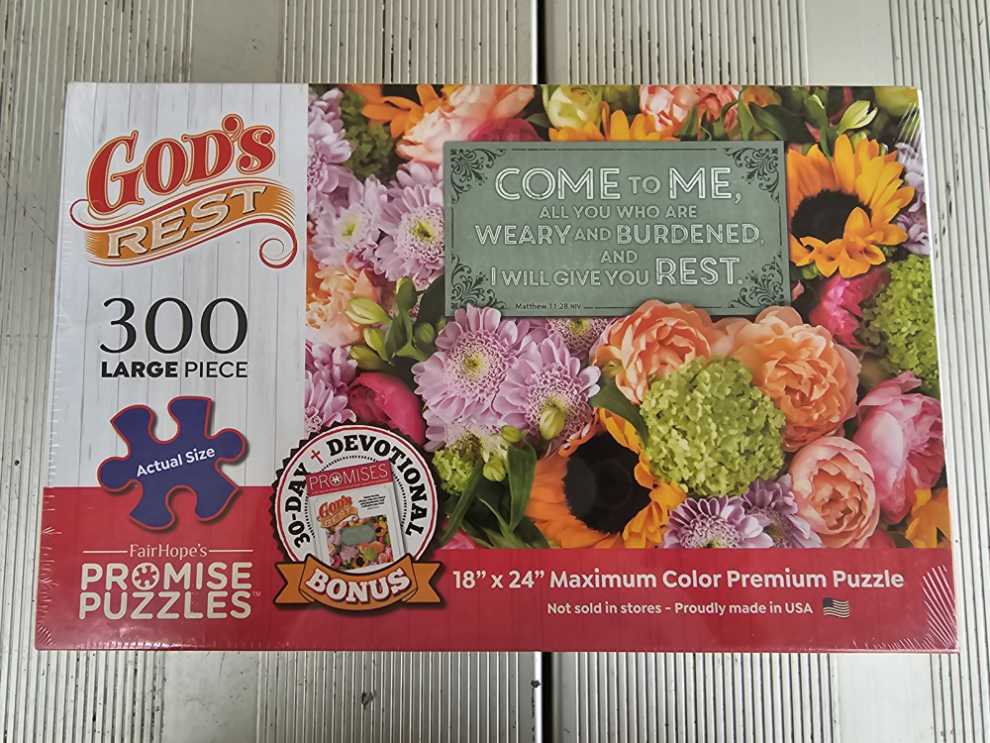 GOD'S
REST
300
LARGE PIECE
Actual Size
FairHope's
PROMISE
PUZZLES™
COME TO ME,
ALL YOU WHO ARE
WEARY AND BURDENED,
AND
I WILL GIVE YOU REST.
Matthew 11:28 NIV
30-DAY DEVOTIONAL
PROMISES
God's
REST
BONUS
18" x 24" Maximum Color Premium Puzzle
Not sold in stores - Proudly made in USA